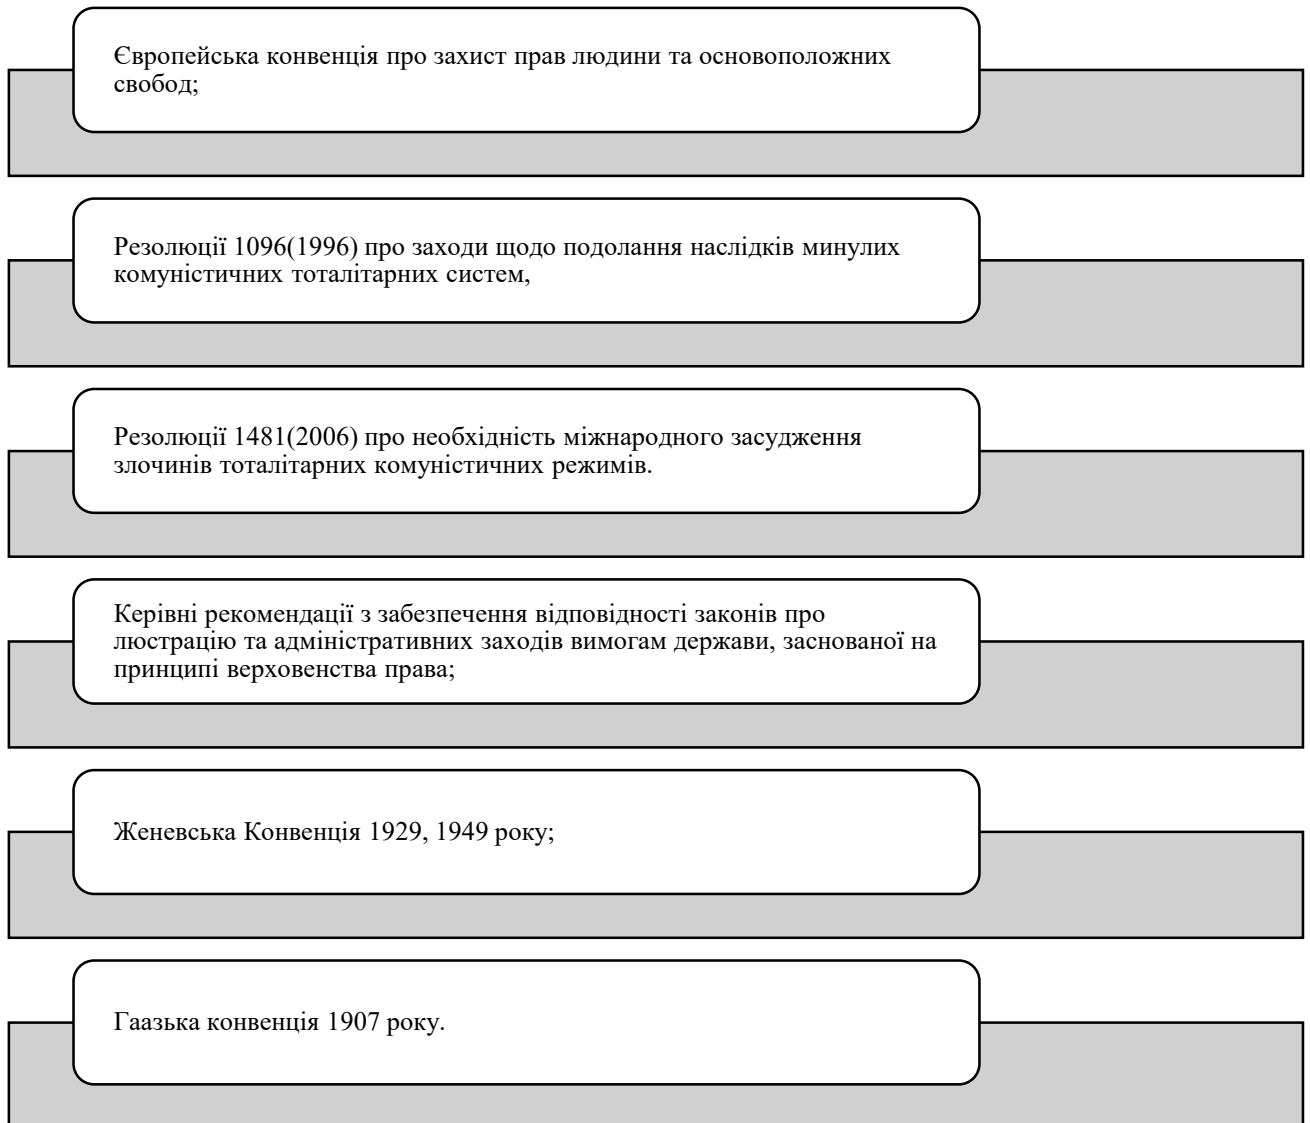 Європейська конвенція про захист прав людини та основоположних
свобод;
Резолюції 1096(1996) про заходи щодо подолання наслідків минулих
комуністичних тоталітарних систем,
Резолюції 1481(2006) про необхідність міжнародного засудження
злочинів тоталітарних комуністичних режимів.
Керівні рекомендації з забезпечення відповідності законів про
люстрацію та адміністративних заходів вимогам держави, заснованої на
принципі верховенства права;
Женевська Конвенція 1929, 1949 року;
Гаазька конвенція 1907 року.